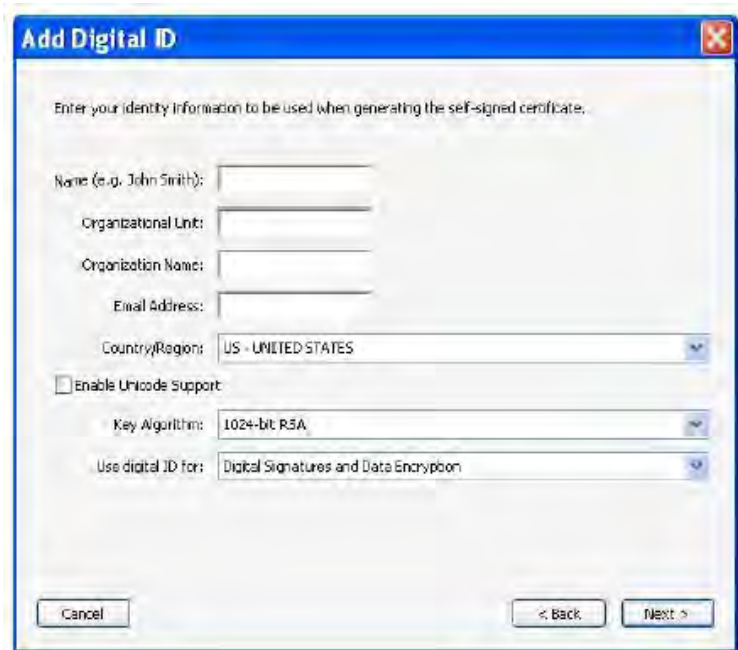 Add Digital ID
Enter your identity information to be used when generating the self-signed certificate.
Name (e.g. John Smith):
Organizational Unit:
Organization Name:
Email Address:
Country/Region: US - UNITED STATES
Enable Unicode Support
Key Algorithm: 1024-bit RSA
Use digital ID for: Digital Signatures and Data Encryption
Cancel < Back Next >